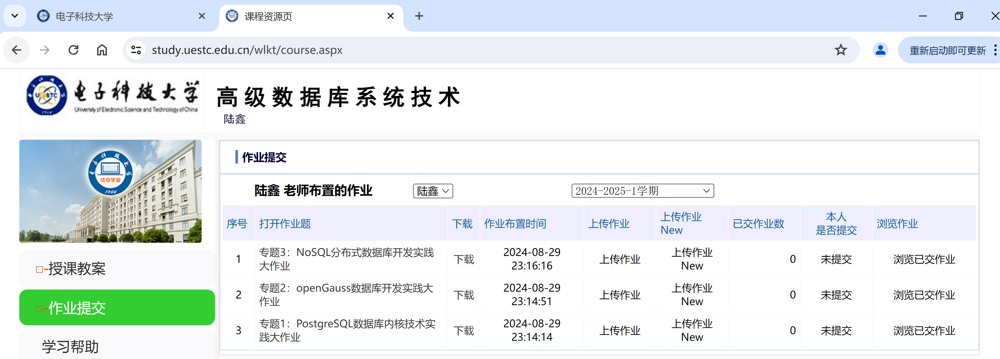 电子科技大学
课程资源页
study.uestc.edu.cn/wlkt/course.aspx
重新启动即可更新
电子科技大学
University of Electronic Science and Technology of China
UESTC
1956
高级数据库系统技术
陆鑫
电子科技大学
成电学堂
1956
作业提交
陆鑫 老师布置的作业
陆鑫
2024-2025-1学期
序号
打开作业题
下载
作业布置时间
上传作业
上传作业
New
已交作业数
本人
是否提交
浏览作业
1
专题3：NoSQL分布式数据库开发实践
大作业
下载
2024-08-29
23:16:16
上传作业
上传作业
New
0
未提交
浏览已交作业
2
专题2：openGauss数据库开发实践大
作业
下载
2024-08-29
23:14:51
上传作业
上传作业
New
0
未提交
浏览已交作业
3
专题1：PostgreSQL数据库内核技术实
践大作业
下载
2024-08-29
23:14:14
上传作业
上传作业
New
0
未提交
浏览已交作业
□-授课教案
□-作业提交
学习帮助